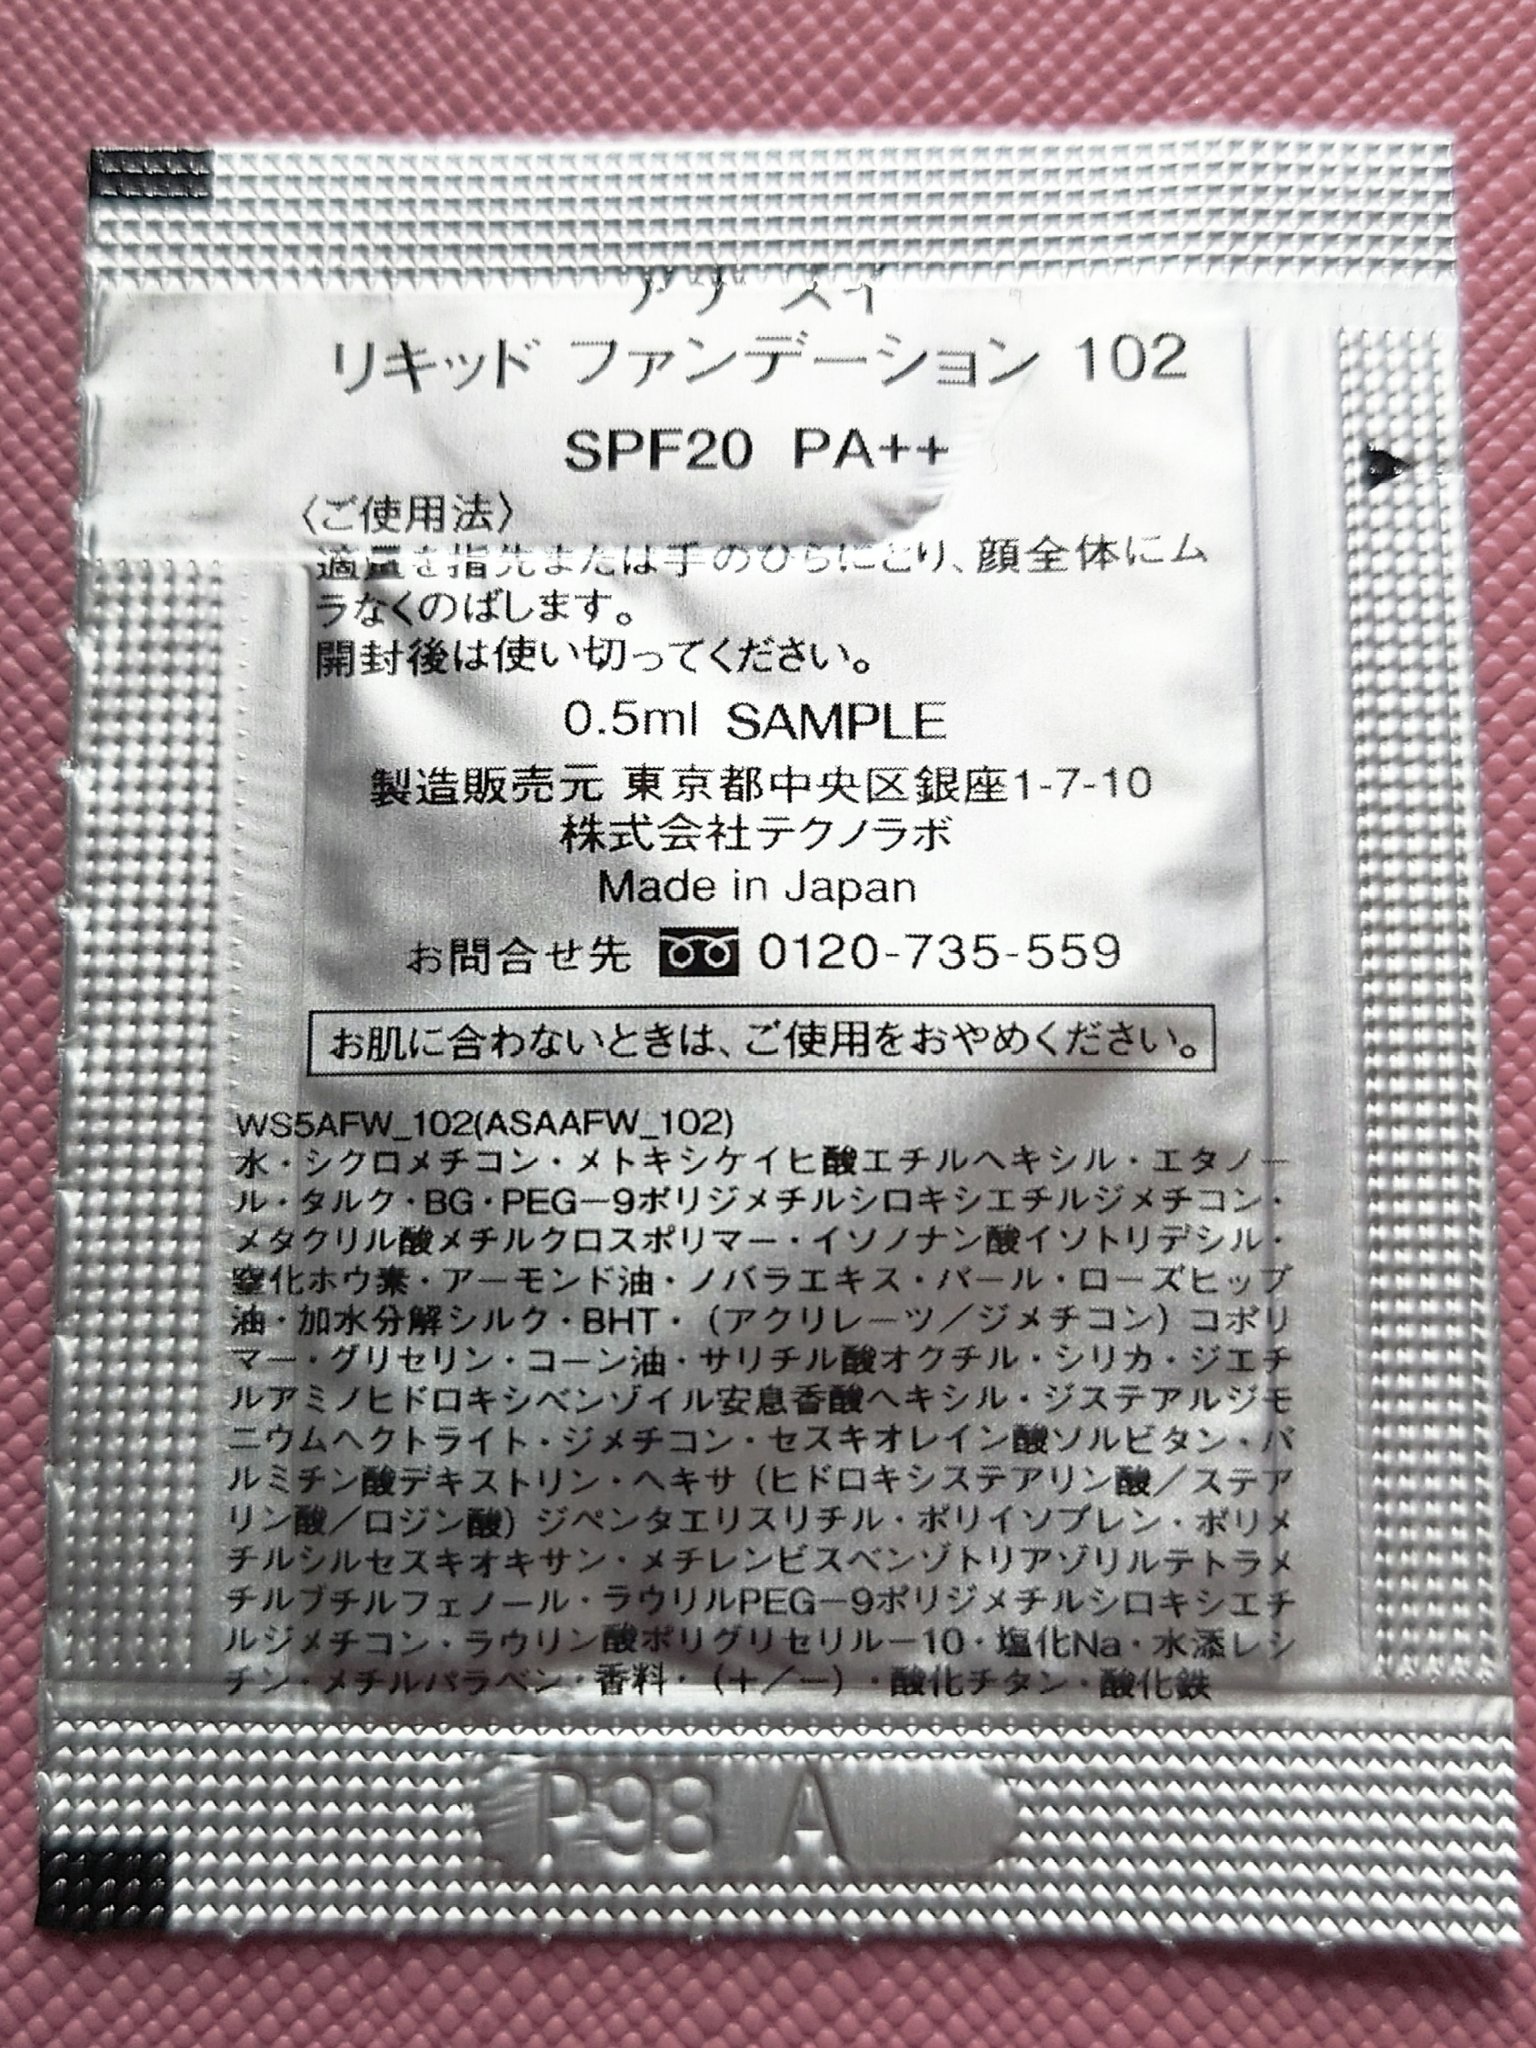 アナ スイ
リキッド ファンデーション 102
SPF20 PA++
〈ご使用法〉
適量を指先または手のひらにとり、顔全体にム
ラなくのばします。
開封後は使い切ってください。
0.5ml SAMPLE
製造販売元 東京都中央区銀座1-7-10
株式会社テクノラボ
Made in Japan
お問合せ先 0120-735-559
お肌に合わないときは、ご使用をおやめください。
WS5AFW_102(ASAAFW_102)
水・シクロメチコン・メトキシケイヒ酸エチルヘキシル・エタノー
ル・タルク・BG・PEG－9ポリジメチルシロキシエチルジメチコン・
メタクリル酸メチルクロスポリマー・イソノナン酸イソトリデシル・
窒化ホウ素・アーモンド油・ノバラエキス・パール・ローズヒップ
油・加水分解シルク・BHT・（アクリレーツ／ジメチコン）コポリ
マー・グリセリン・コーン油・サリチル酸オクチル・シリカ・ジエチ
ルアミノヒドロキシベンゾイル安息香酸ヘキシル・ジステアルジモ
ニウムヘクトライト・ジメチコン・セスキオレイン酸ソルビタン・パ
ルミチン酸デキストリン・ヘキサ（ヒドロキシステアリン酸／ステア
リン酸／ロジン酸）ジペンタエリスリチル・ポリイソプレン・ポリメ
チルシルセスキオキサン・メチレンビスベンゾトリアゾリルテトラメ
チルブチルフェノール・ラウリルPEG－9ポリジメチルシロキシエチ
ルジメチコン・ラウリン酸ポリグリセリル－10・塩化Na・水添レシ
チン・メチルパラベン・香料・（＋／－）・酸化チタン・酸化鉄
P98 A